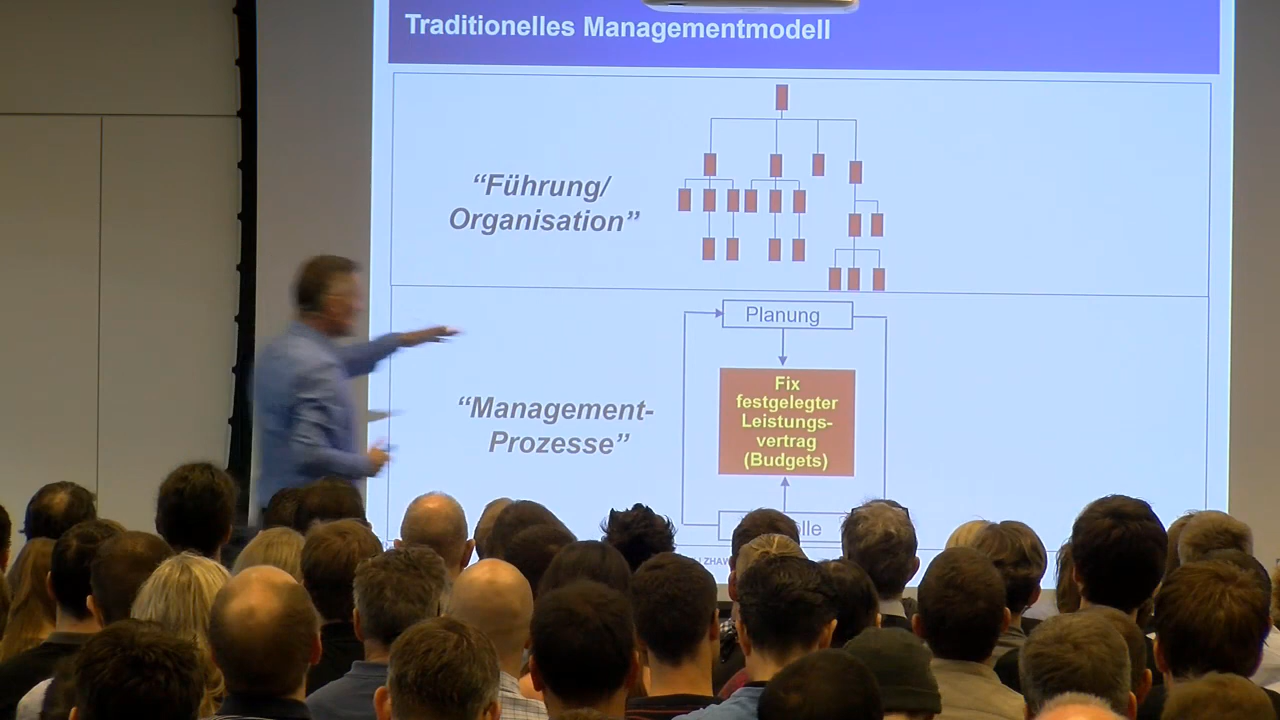 Traditionelles Managementmodell
“Führung/
Organisation”
Planung
“Management-
Prozesse”
Fix
festgelegter
Leistungs-
vertrag
(Budgets)